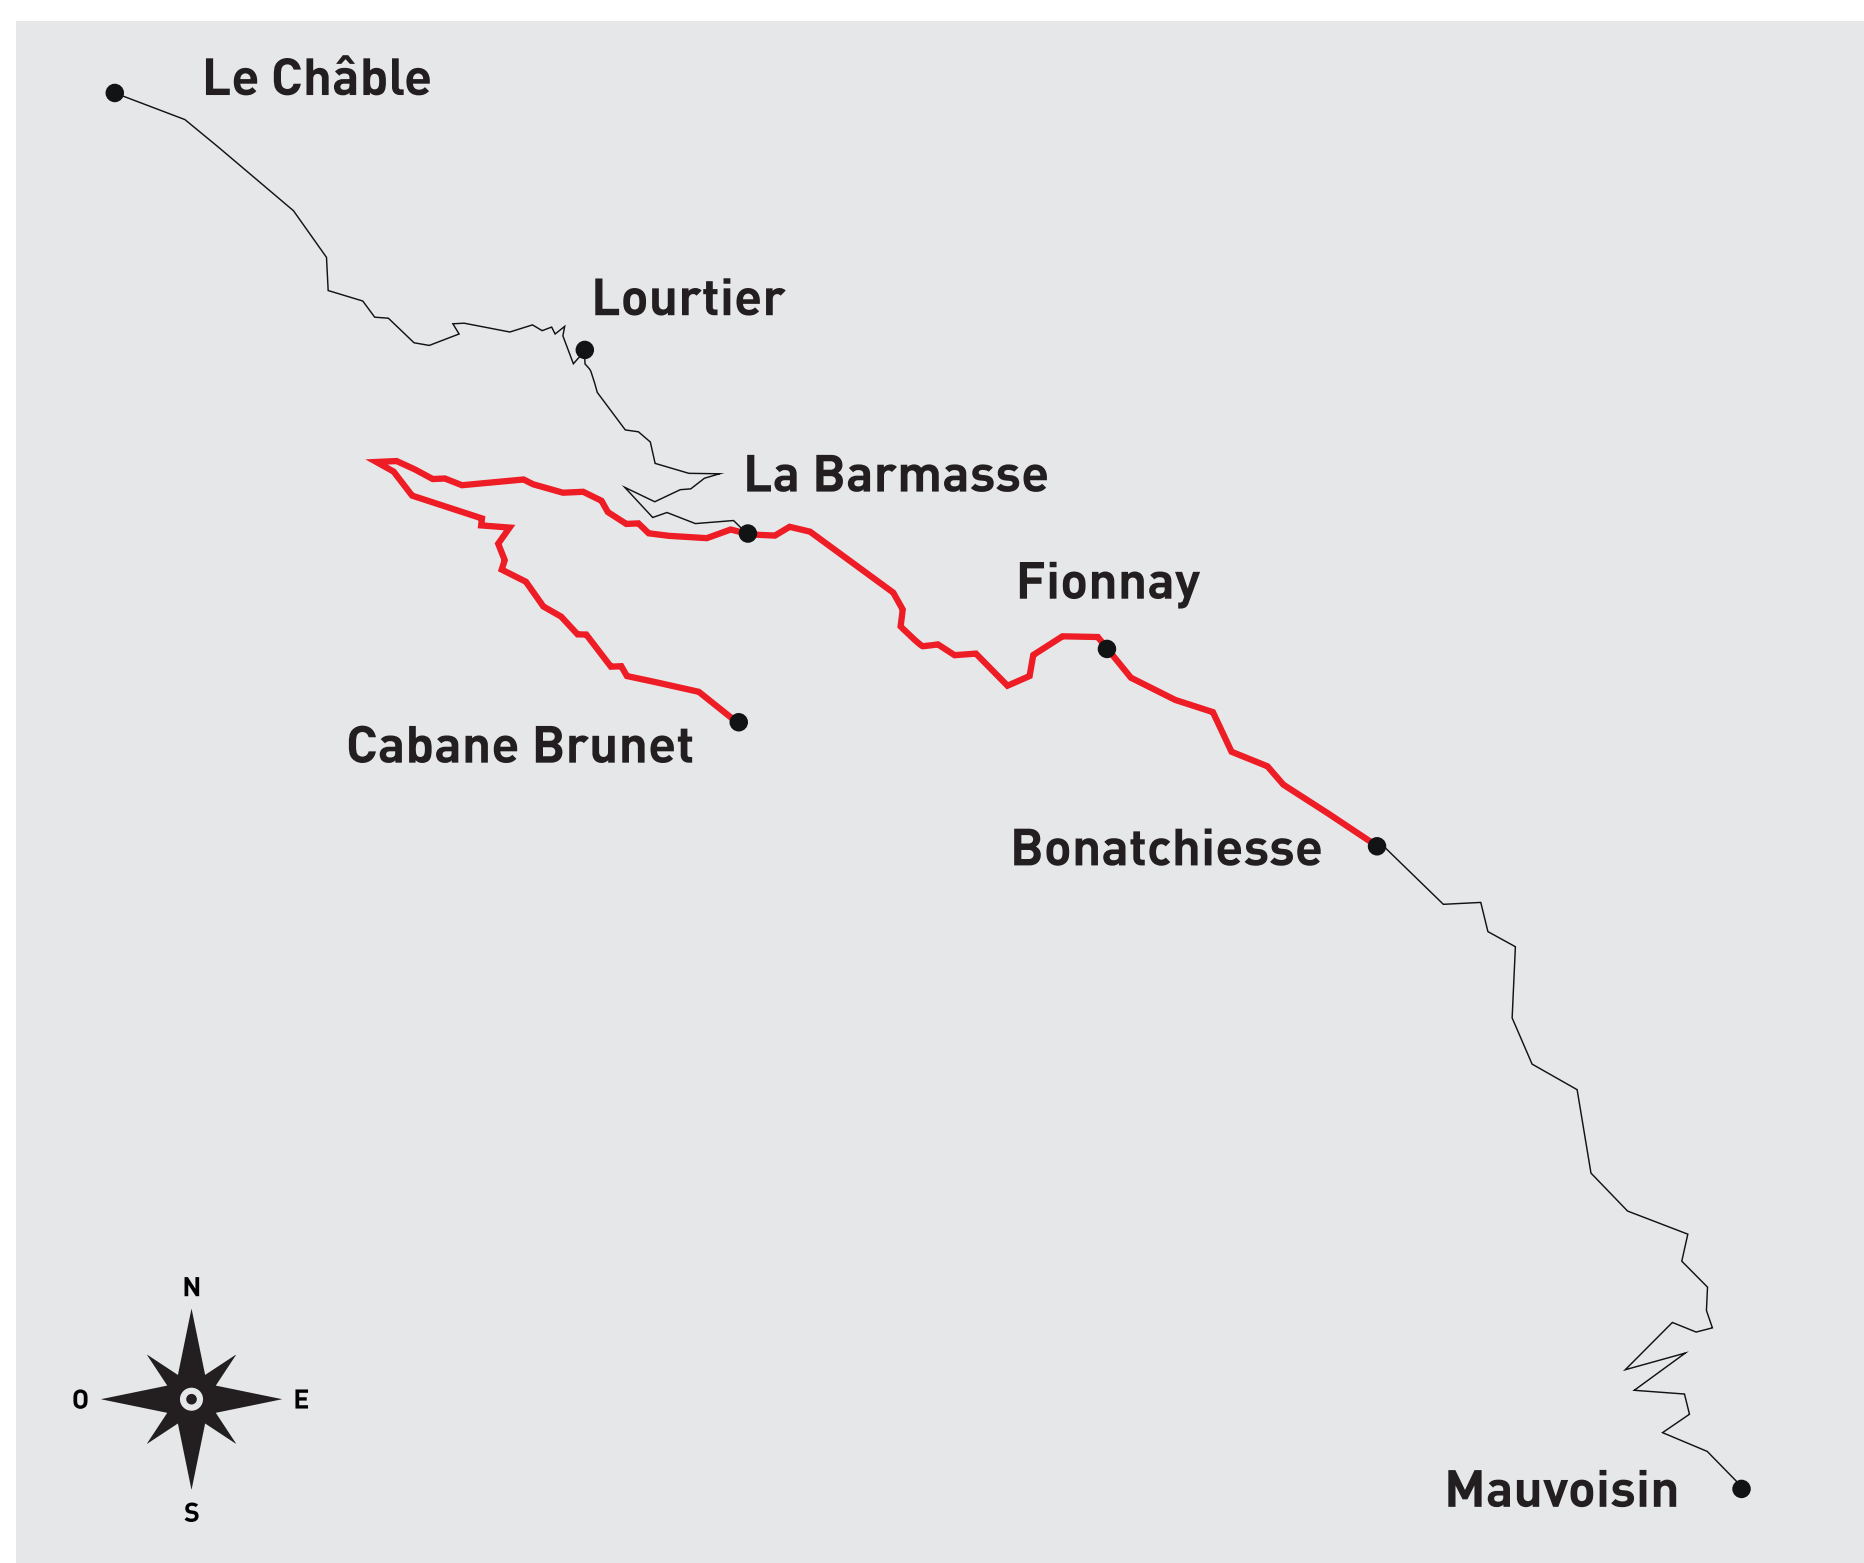 Le Châble
Lourtier
La Barmasse
Fionnay
Cabane Brunet
Bonatchiesse
N
O
E
S
Mauvoisin